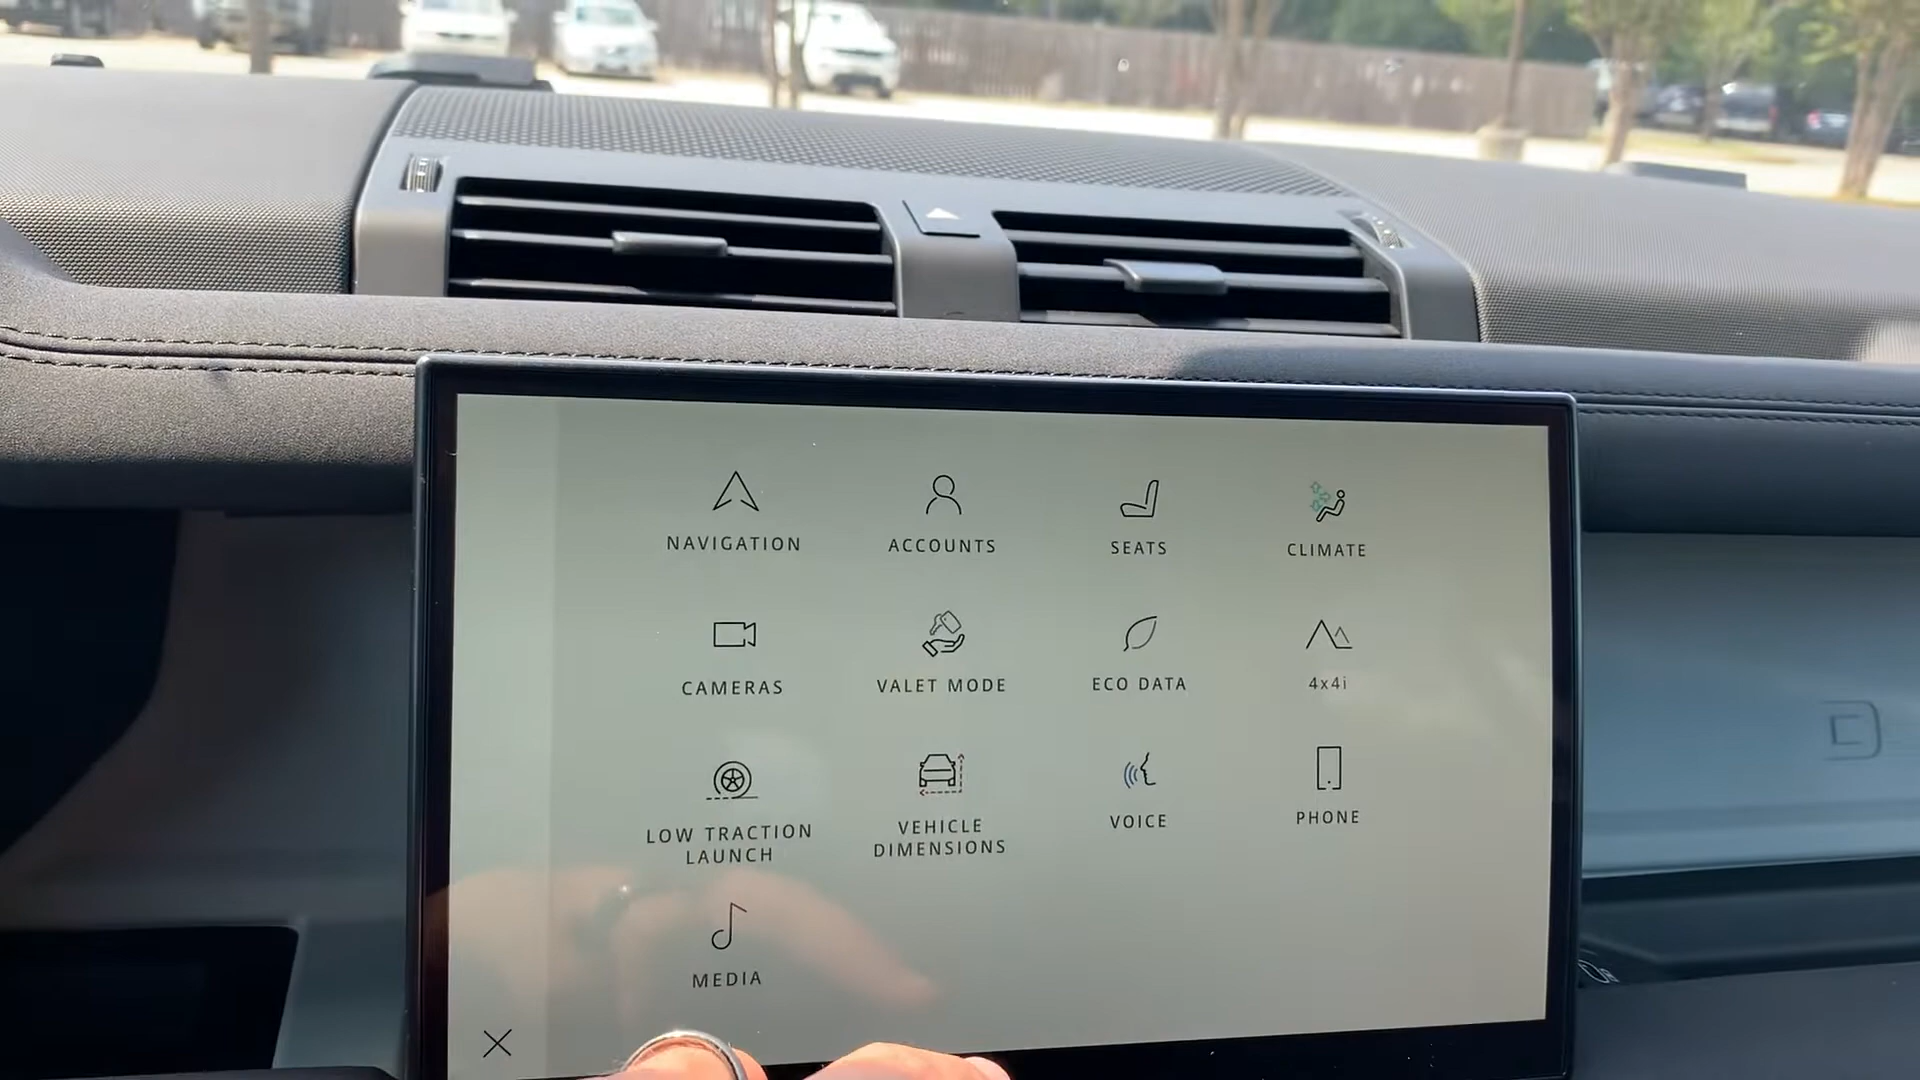 NAVIGATION
ACCOUNTS
SEATS
CLIMATE
CAMERAS
VALET MODE
ECO DATA
4x4i
LOW TRACTION
LAUNCH
VEHICLE
DIMENSIONS
VOICE
PHONE
MEDIA